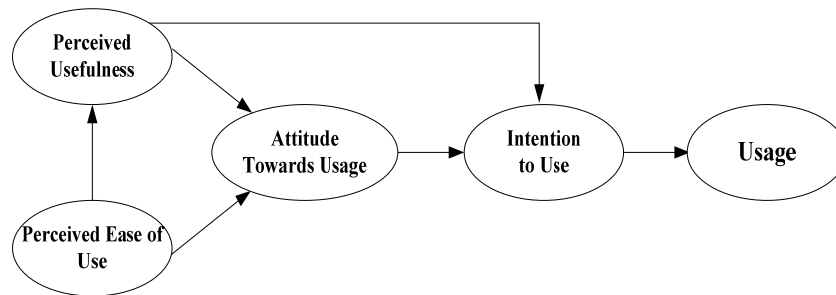 Perceived
Usefulness
Attitude
Towards Usage
Intention
to Use
Usage
Perceived Ease of
Use